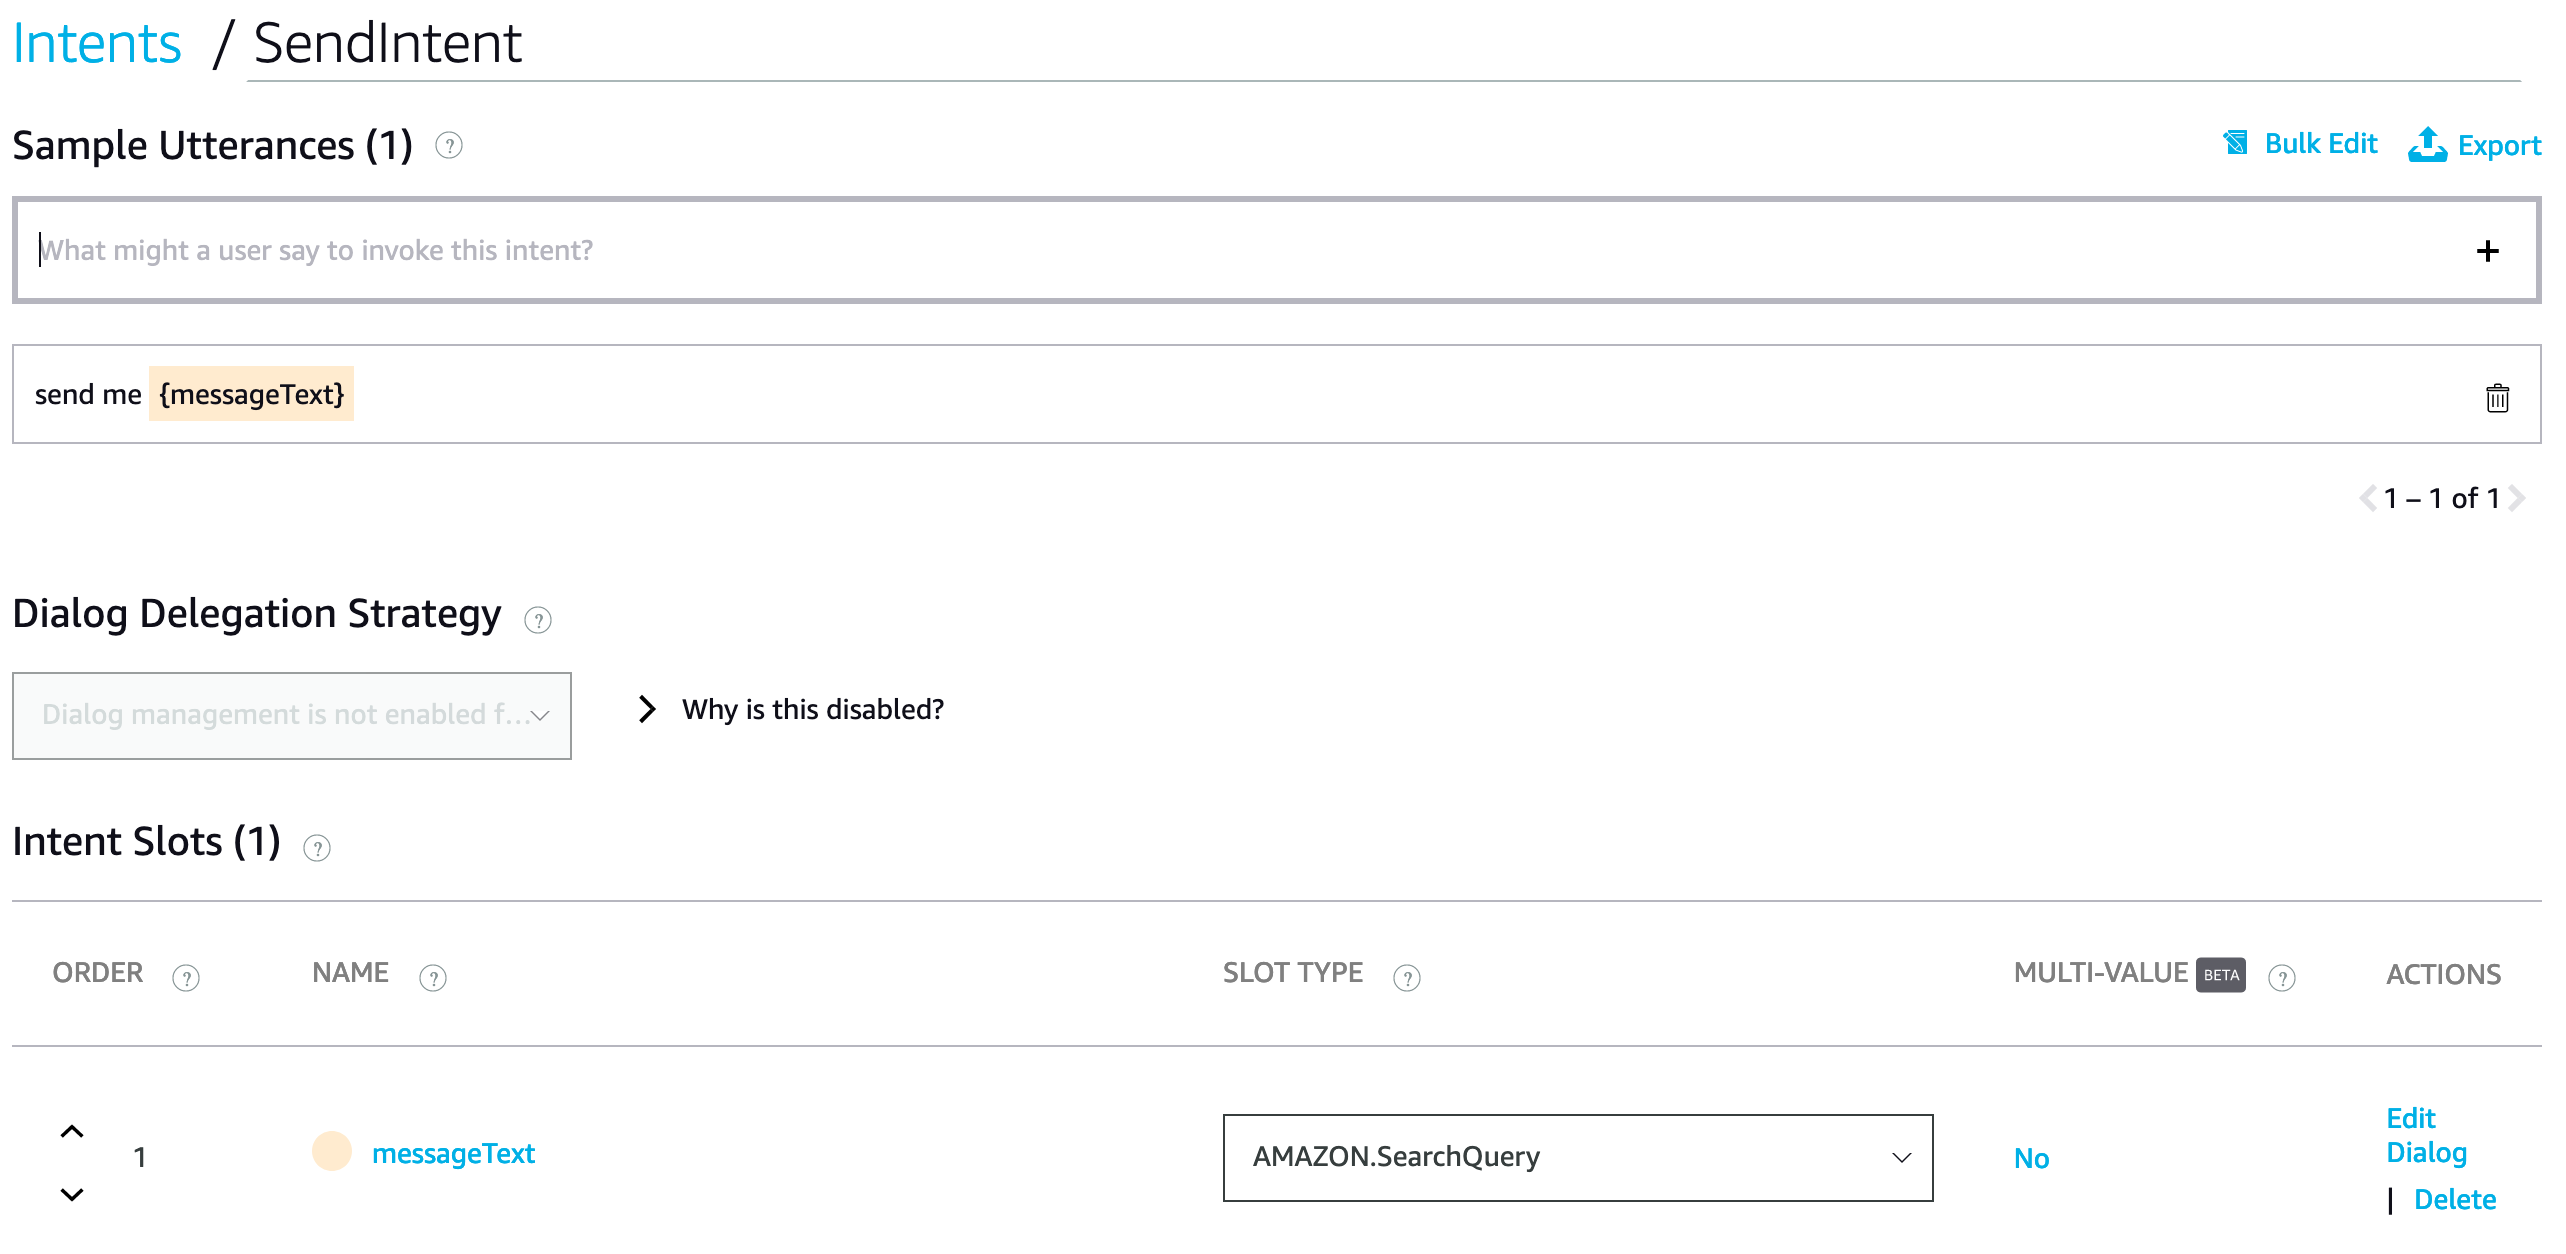 Intents / SendIntent
Sample Utterances (1) ?
Bulk Edit Export
What might a user say to invoke this intent? +
send me {messageText}
1 – 1 of 1
Dialog Delegation Strategy ?
Dialog management is not enabled f...
Why is this disabled?
Intent Slots (1) ?
ORDER ? NAME ? SLOT TYPE ? MULTI-VALUE BETA ? ACTIONS
1 messageText AMAZON.SearchQuery No
Edit
Dialog
| Delete